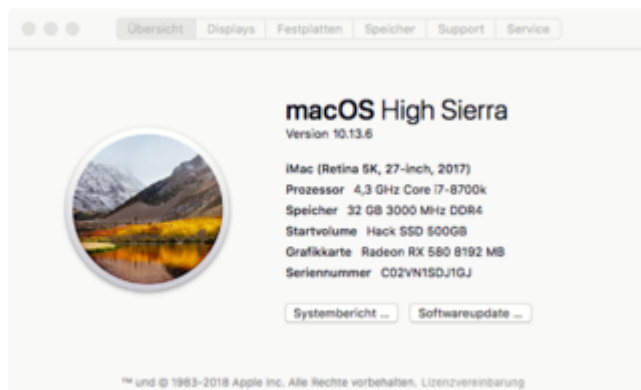 Übersicht Displays Festplatten Speicher Support Service
macOS High Sierra
Version 10.13.6
iMac (Retina 5K, 27-inch, 2017)
Prozessor 4,3 GHz Core i7-8700k
Speicher 32 GB 3000 MHz DDR4
Startvolume Hack SSD 500GB
Grafikkarte Radeon RX 580 8192 MB
Seriennummer C02VN1SDJ1GJ
Systembericht ... Softwareupdate ...
™ und © 1983-2018 Apple Inc. Alle Rechte vorbehalten. Lizenzvereinbarung